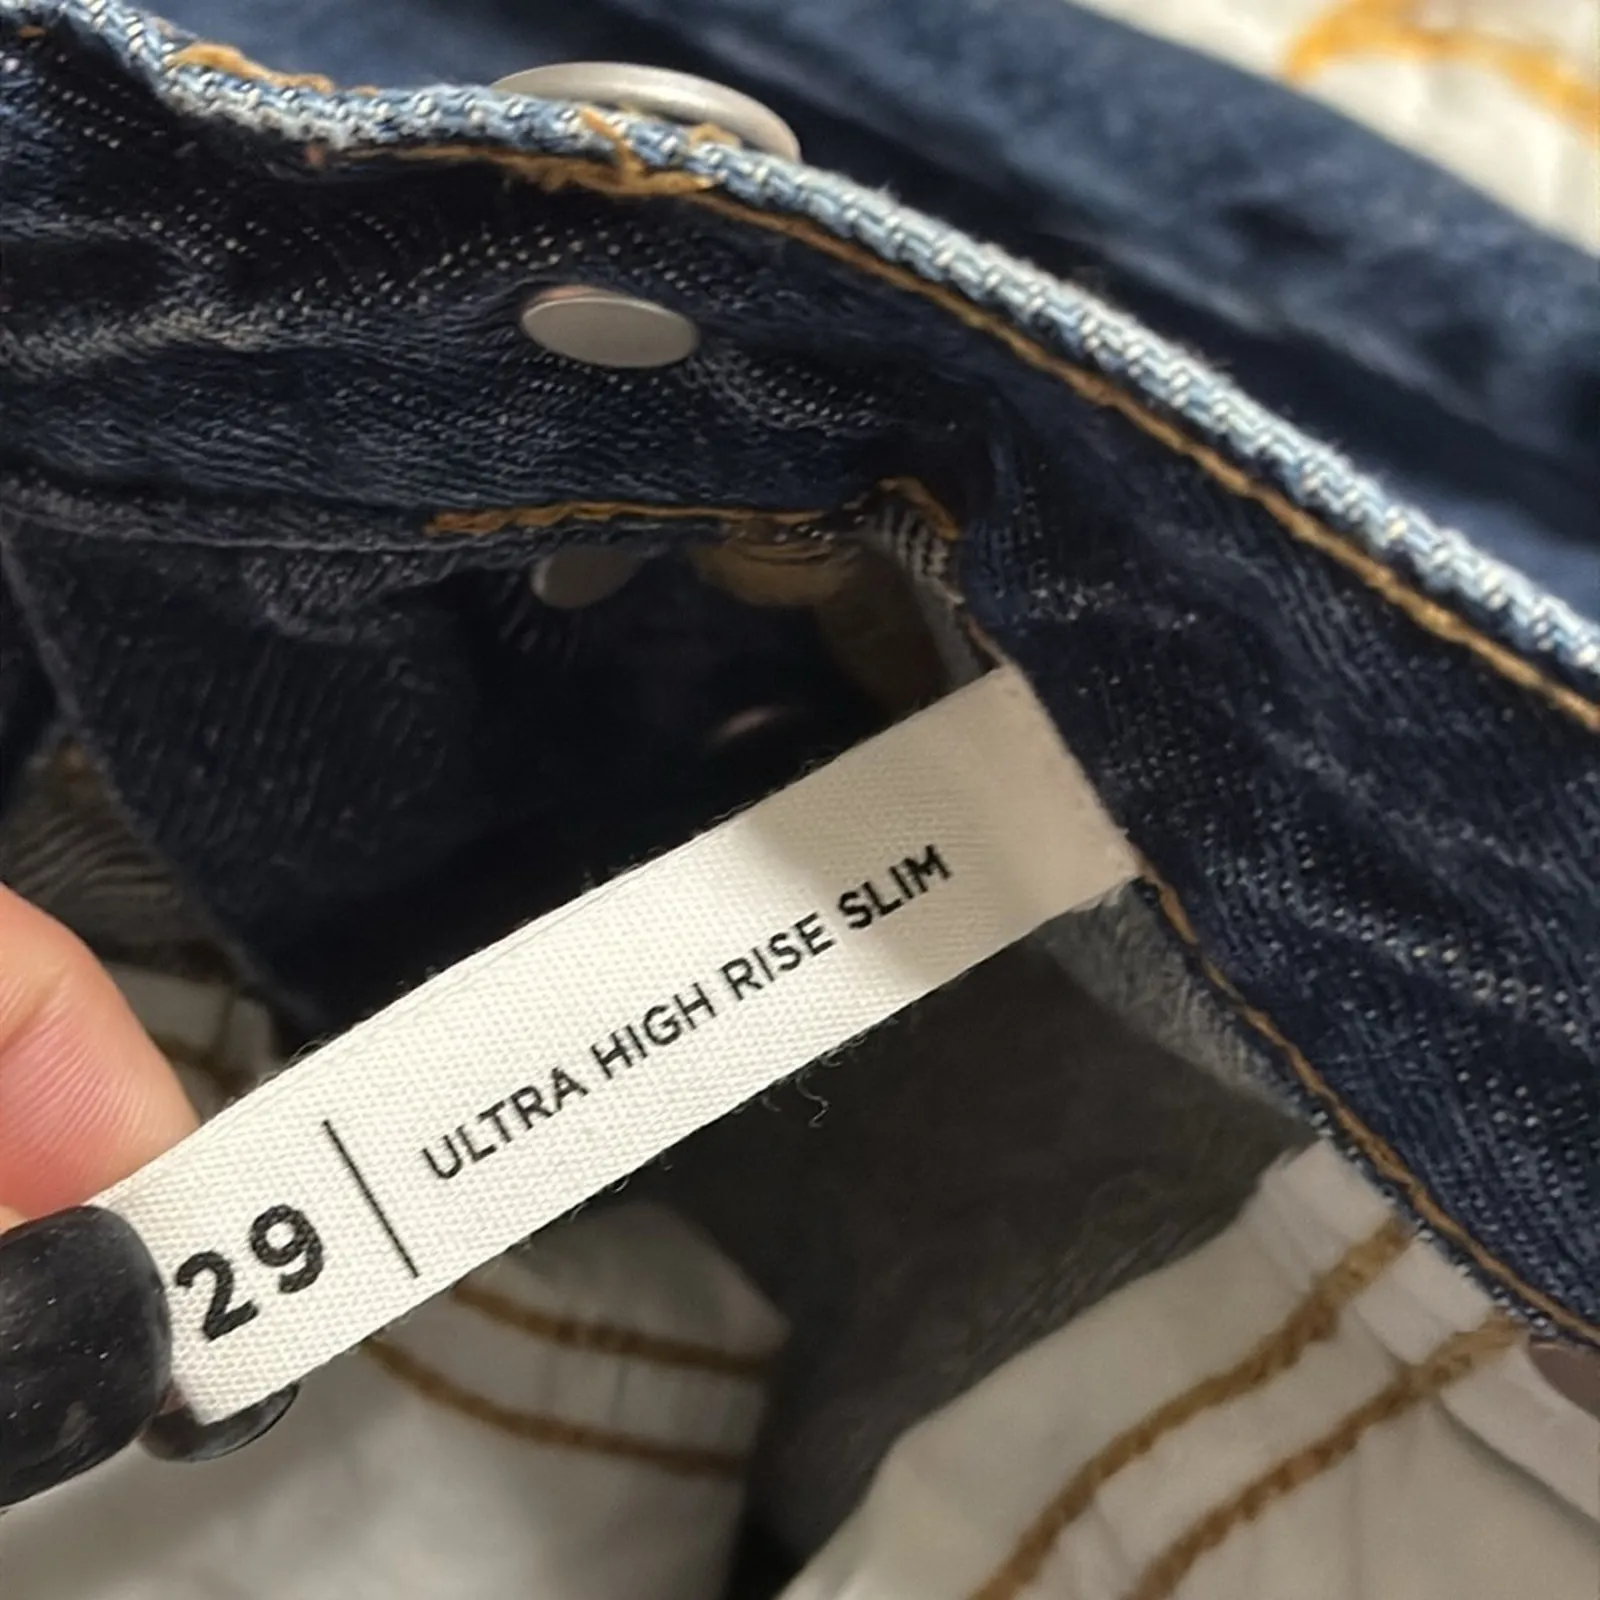 29 | ULTRA HIGH RISE SLIM